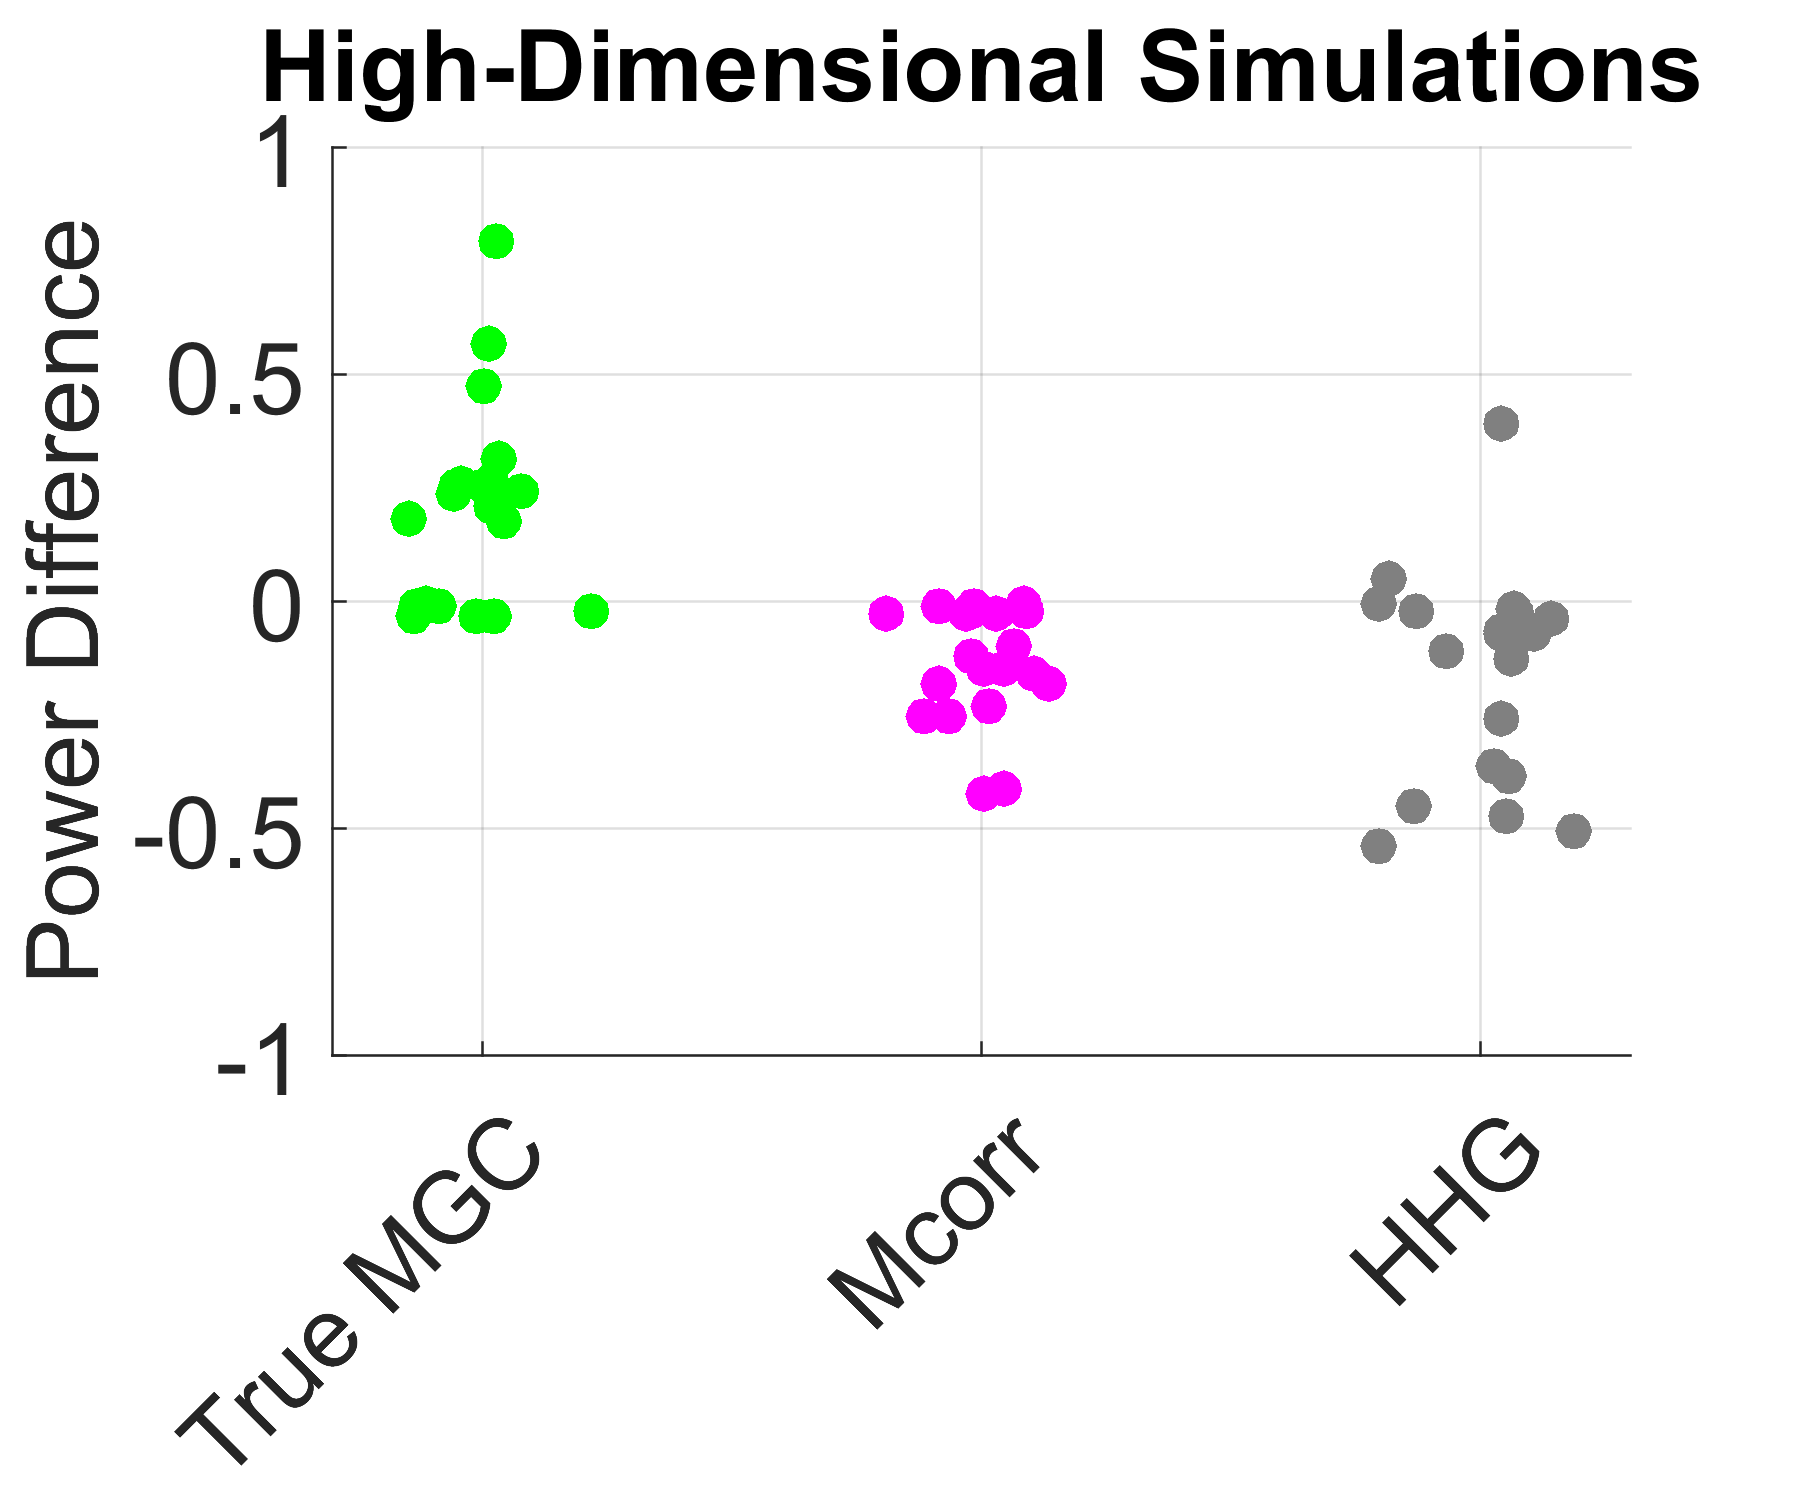 High-Dimensional Simulations
Power Difference
1
0.5
0
-0.5
-1
True MGC
Mcorr
HHG